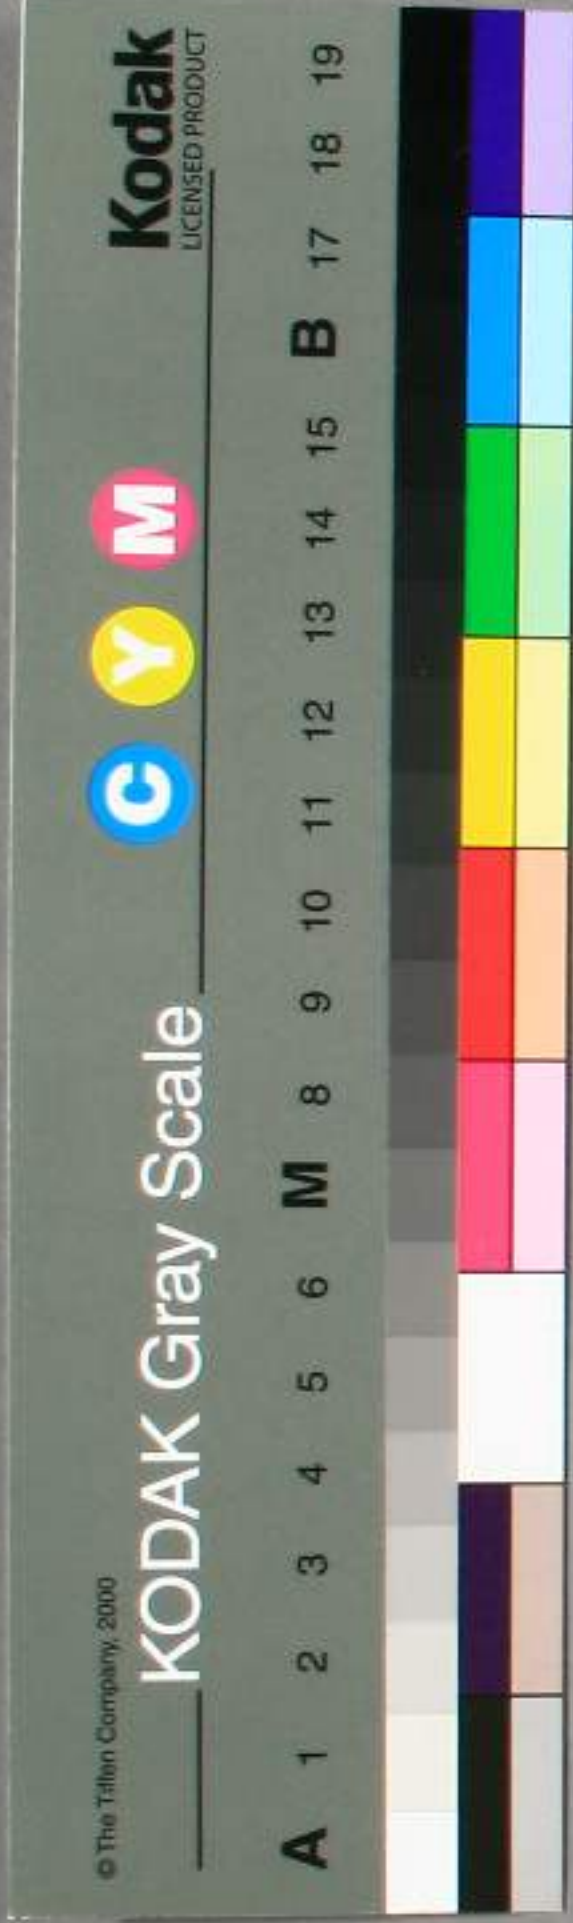 © The Tiffen Company, 2000
KODAK Gray Scale
C Y M
Kodak
LICENSED PRODUCT
A 1 2 3 4 5 6 M 8 9 10 11 12 13 14 15 B 17 18 19